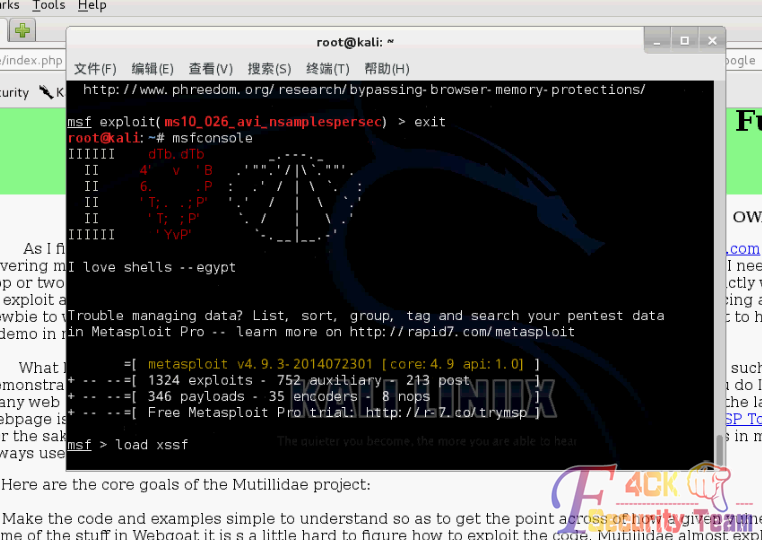 rks Tools Help
root@kali: ~
/index.php
oogle
文件(F) 编辑(E) 查看(V) 搜索(S) 终端(T) 帮助(H)
urity
http://www.phreedom.org/research/bypassing-browser-memory-protections/
msf exploit(ms10_026_avi_nsamplespersec) > exit
root@kali:~# msfconsole
IIIIII dTb.dTb _.---._
II 4' v 'B .'"".'/|\`.""'.
II 6. .P : .' / | \ `. :
II 'T;. .;P' '.' / | \ `.'
II 'T; ;P' `. / | \ .'
IIIIII 'YvP' `-.__|__.-'
I love shells --egypt
Trouble managing data? List, sort, group, tag and search your pentest data
in Metasploit Pro -- learn more on http://rapid7.com/metasploit
=[ metasploit v4.9.3-2014072301 [core:4.9 api:1.0] ]
+ -- --=[ 1324 exploits - 752 auxiliary - 213 post ]
+ -- --=[ 346 payloads - 35 encoders - 8 nops ]
+ -- --=[ Free Metasploit Pro trial: http://r-7.co/trymsp ]
KALI LINUX
The quieter you become, the more you are able to hear
msf > load xssf
Fu
OWA
As I fi
.com
vering m
I nee
op or two
ctly w
exploit a
cing a
ewbie to w
t to h
demo in m
What
such
emonstra
u do I
any web
the la
ebpage is
SP To
r the sak
s in m
ways use
Here are the core goals of the Mutillidae project:
Make the code and examples simple to understand so as to get the point across of how a given vulne
me of the stuff in Webgoat it is s a little hard to figure how to exploit the code. Mutillidae almost expl
F4CK
Security Team